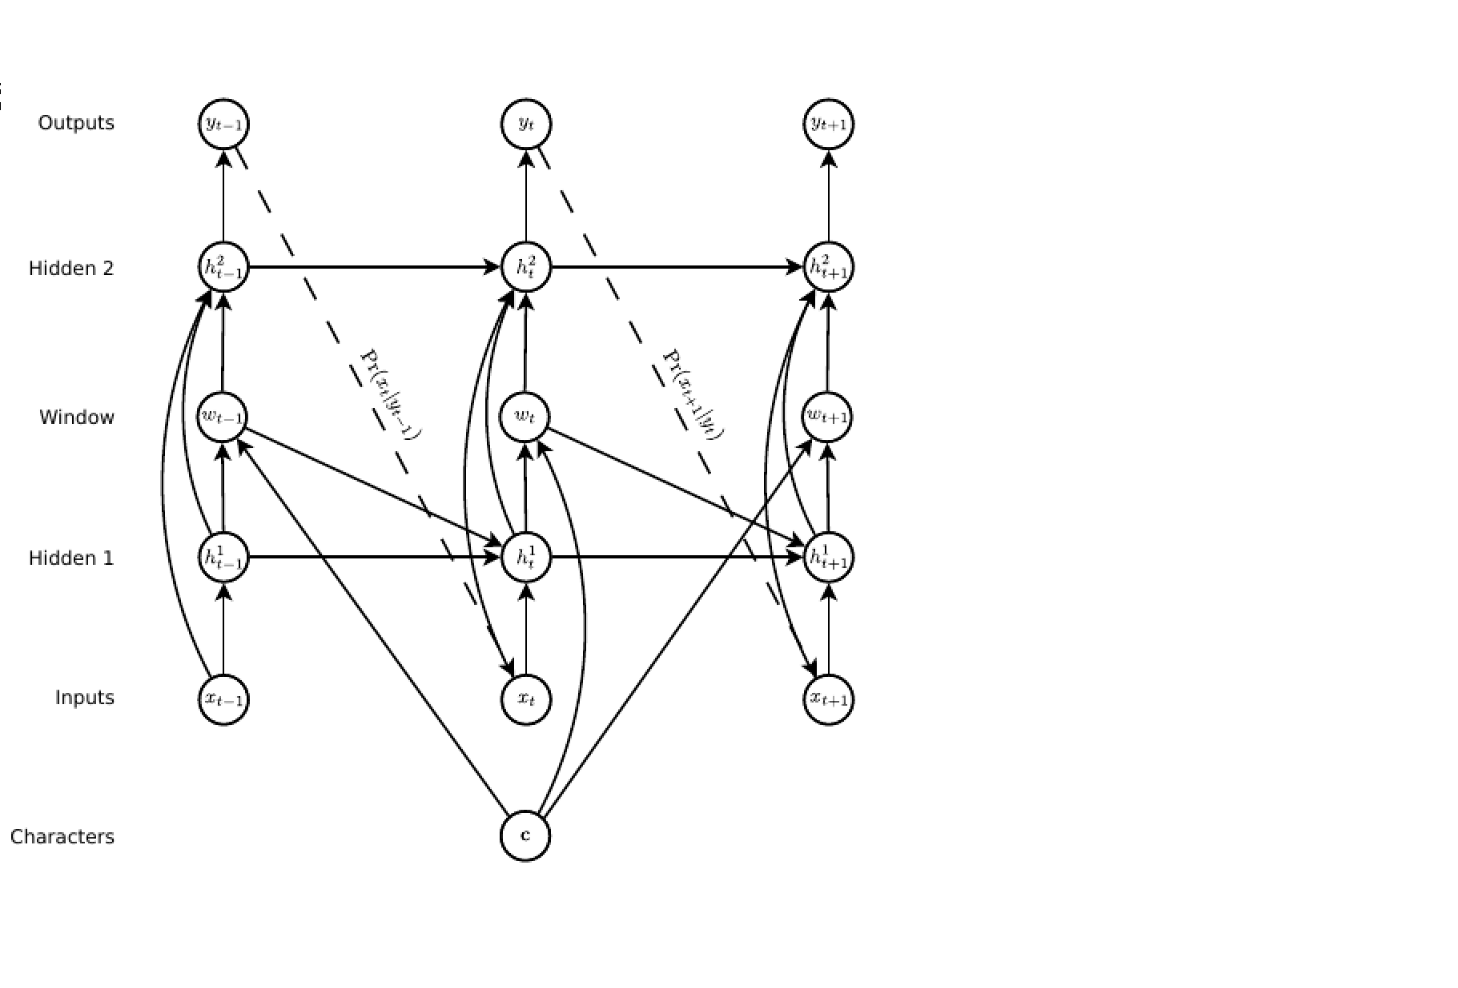 Outputs y_{t−1} y_t y_{t+1}
Hidden 2 h^2_{t−1} h^2_t h^2_{t+1}
Pr(x_t|y_{t−1}) Pr(x_{t+1}|y_t)
Window w_{t−1} w_t w_{t+1}
Hidden 1 h^1_{t−1} h^1_t h^1_{t+1}
Inputs x_{t−1} x_t x_{t+1}
Characters c